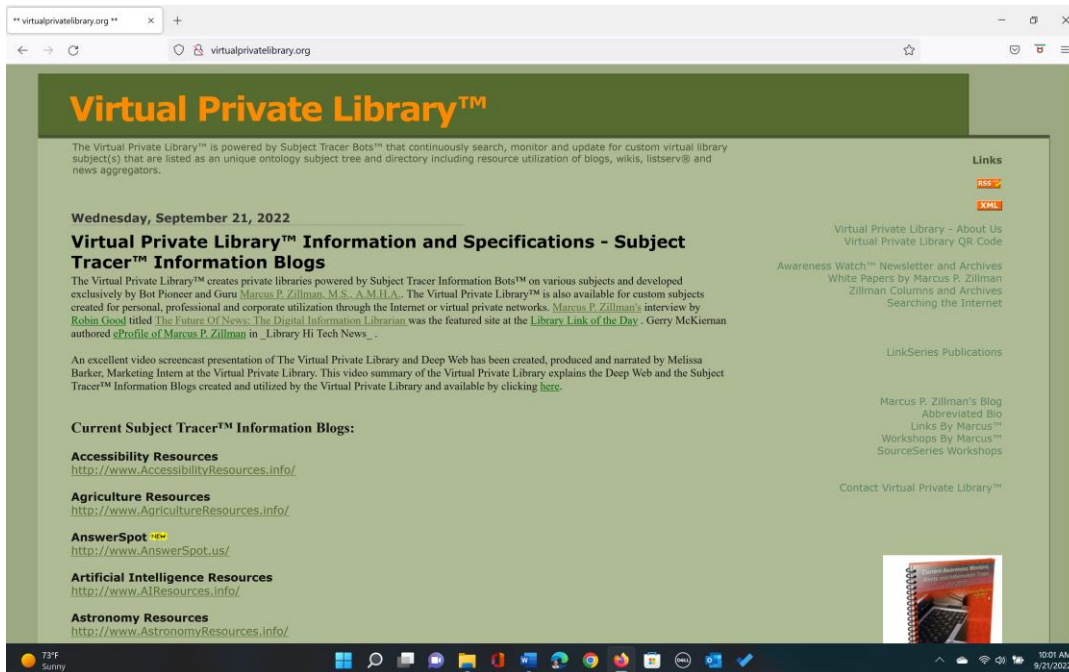 ** virtualprivatelibrary.org **
virtualprivatelibrary.org
Virtual Private Library™
The Virtual Private Library™ is powered by Subject Tracer Bots™ that continuously search, monitor and update for custom virtual library
subject(s) that are listed as an unique ontology subject tree and directory including resource utilization of blogs, wikis, listserv® and
news aggregators.
Wednesday, September 21, 2022
Virtual Private Library™ Information and Specifications - Subject
Tracer™ Information Blogs
The Virtual Private Library™ creates private libraries powered by Subject Tracer Information Bots™ on various subjects and developed
exclusively by Bot Pioneer and Guru Marcus P. Zillman, M.S., A.M.H.A.. The Virtual Private Library™ is also available for custom subjects
created for personal, professional and corporate utilization through the Internet or virtual private networks. Marcus P. Zillman's interview by
Robin Good titled The Future Of News: The Digital Information Librarian was the featured site at the Library Link of the Day . Gerry McKiernan
authored eProfile of Marcus P. Zillman in _Library Hi Tech News_ .
An excellent video screencast presentation of The Virtual Private Library and Deep Web has been created, produced and narrated by Melissa
Barker, Marketing Intern at the Virtual Private Library. This video summary of the Virtual Private Library explains the Deep Web and the Subject
Tracer™ Information Blogs created and utilized by the Virtual Private Library and available by clicking here.
Current Subject Tracer™ Information Blogs:
Accessibility Resources
http://www.AccessibilityResources.info/
Agriculture Resources
http://www.AgricultureResources.info/
AnswerSpot NEW
http://www.AnswerSpot.us/
Artificial Intelligence Resources
http://www.AIResources.info/
Astronomy Resources
http://www.AstronomyResources.info/
Links
RSS
XML
Virtual Private Library - About Us
Virtual Private Library QR Code
Awareness Watch™ Newsletter and Archives
White Papers by Marcus P. Zillman
Zillman Columns and Archives
Searching the Internet
LinkSeries Publications
Marcus P. Zillman's Blog
Abbreviated Bio
Links By Marcus™
Workshops By Marcus™
SourceSeries Workshops
Contact Virtual Private Library™
73°F
Sunny
DELL
10:01 AM
9/21/2022